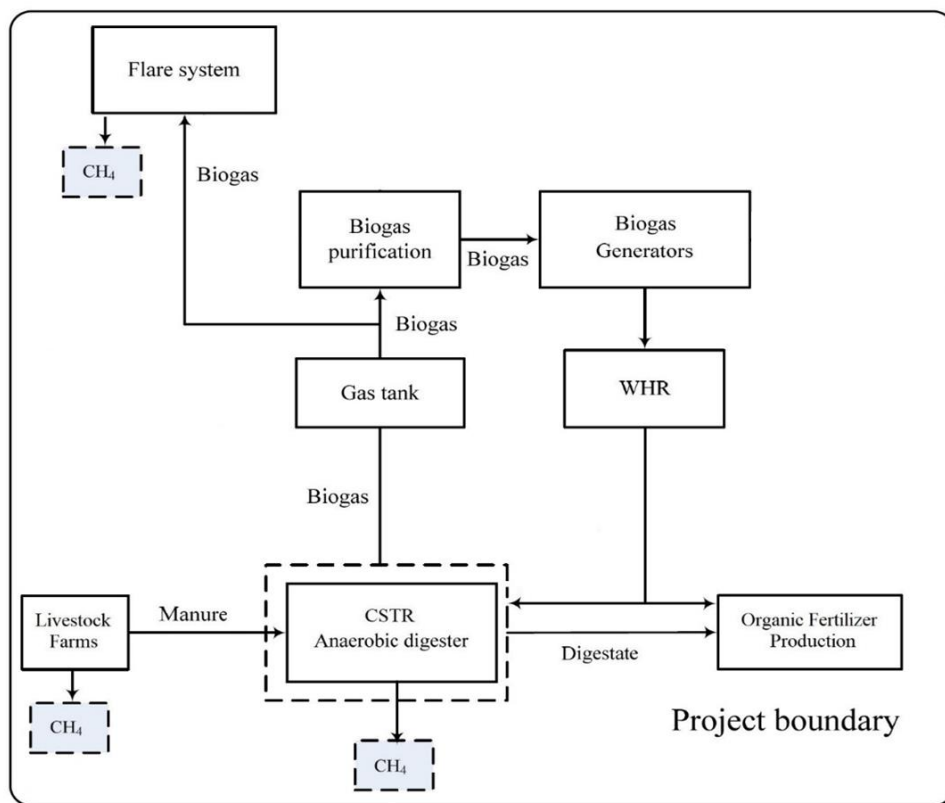 Flare system
CH₄
Biogas
Biogas
purification
Biogas
Biogas
Generators
Biogas
Gas tank
WHR
Biogas
Livestock
Farms
Manure
CSTR
Anaerobic digester
Digestate
Organic Fertilizer
Production
CH₄
CH₄
Project boundary